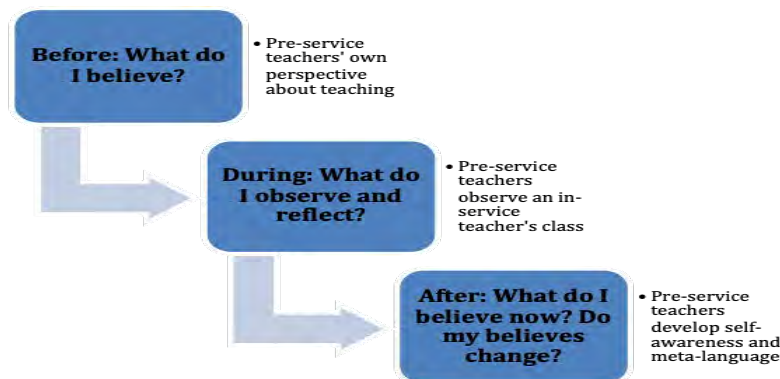 Before: What do
I believe?
• Pre-service
teachers' own
perspective
about teaching
During: What do
I observe and
reflect?
• Pre-service
teachers
observe an in-
service
teacher's class
After: What do I
believe now? Do
my believes
change?
• Pre-service
teachers
develop self-
awareness and
meta-language